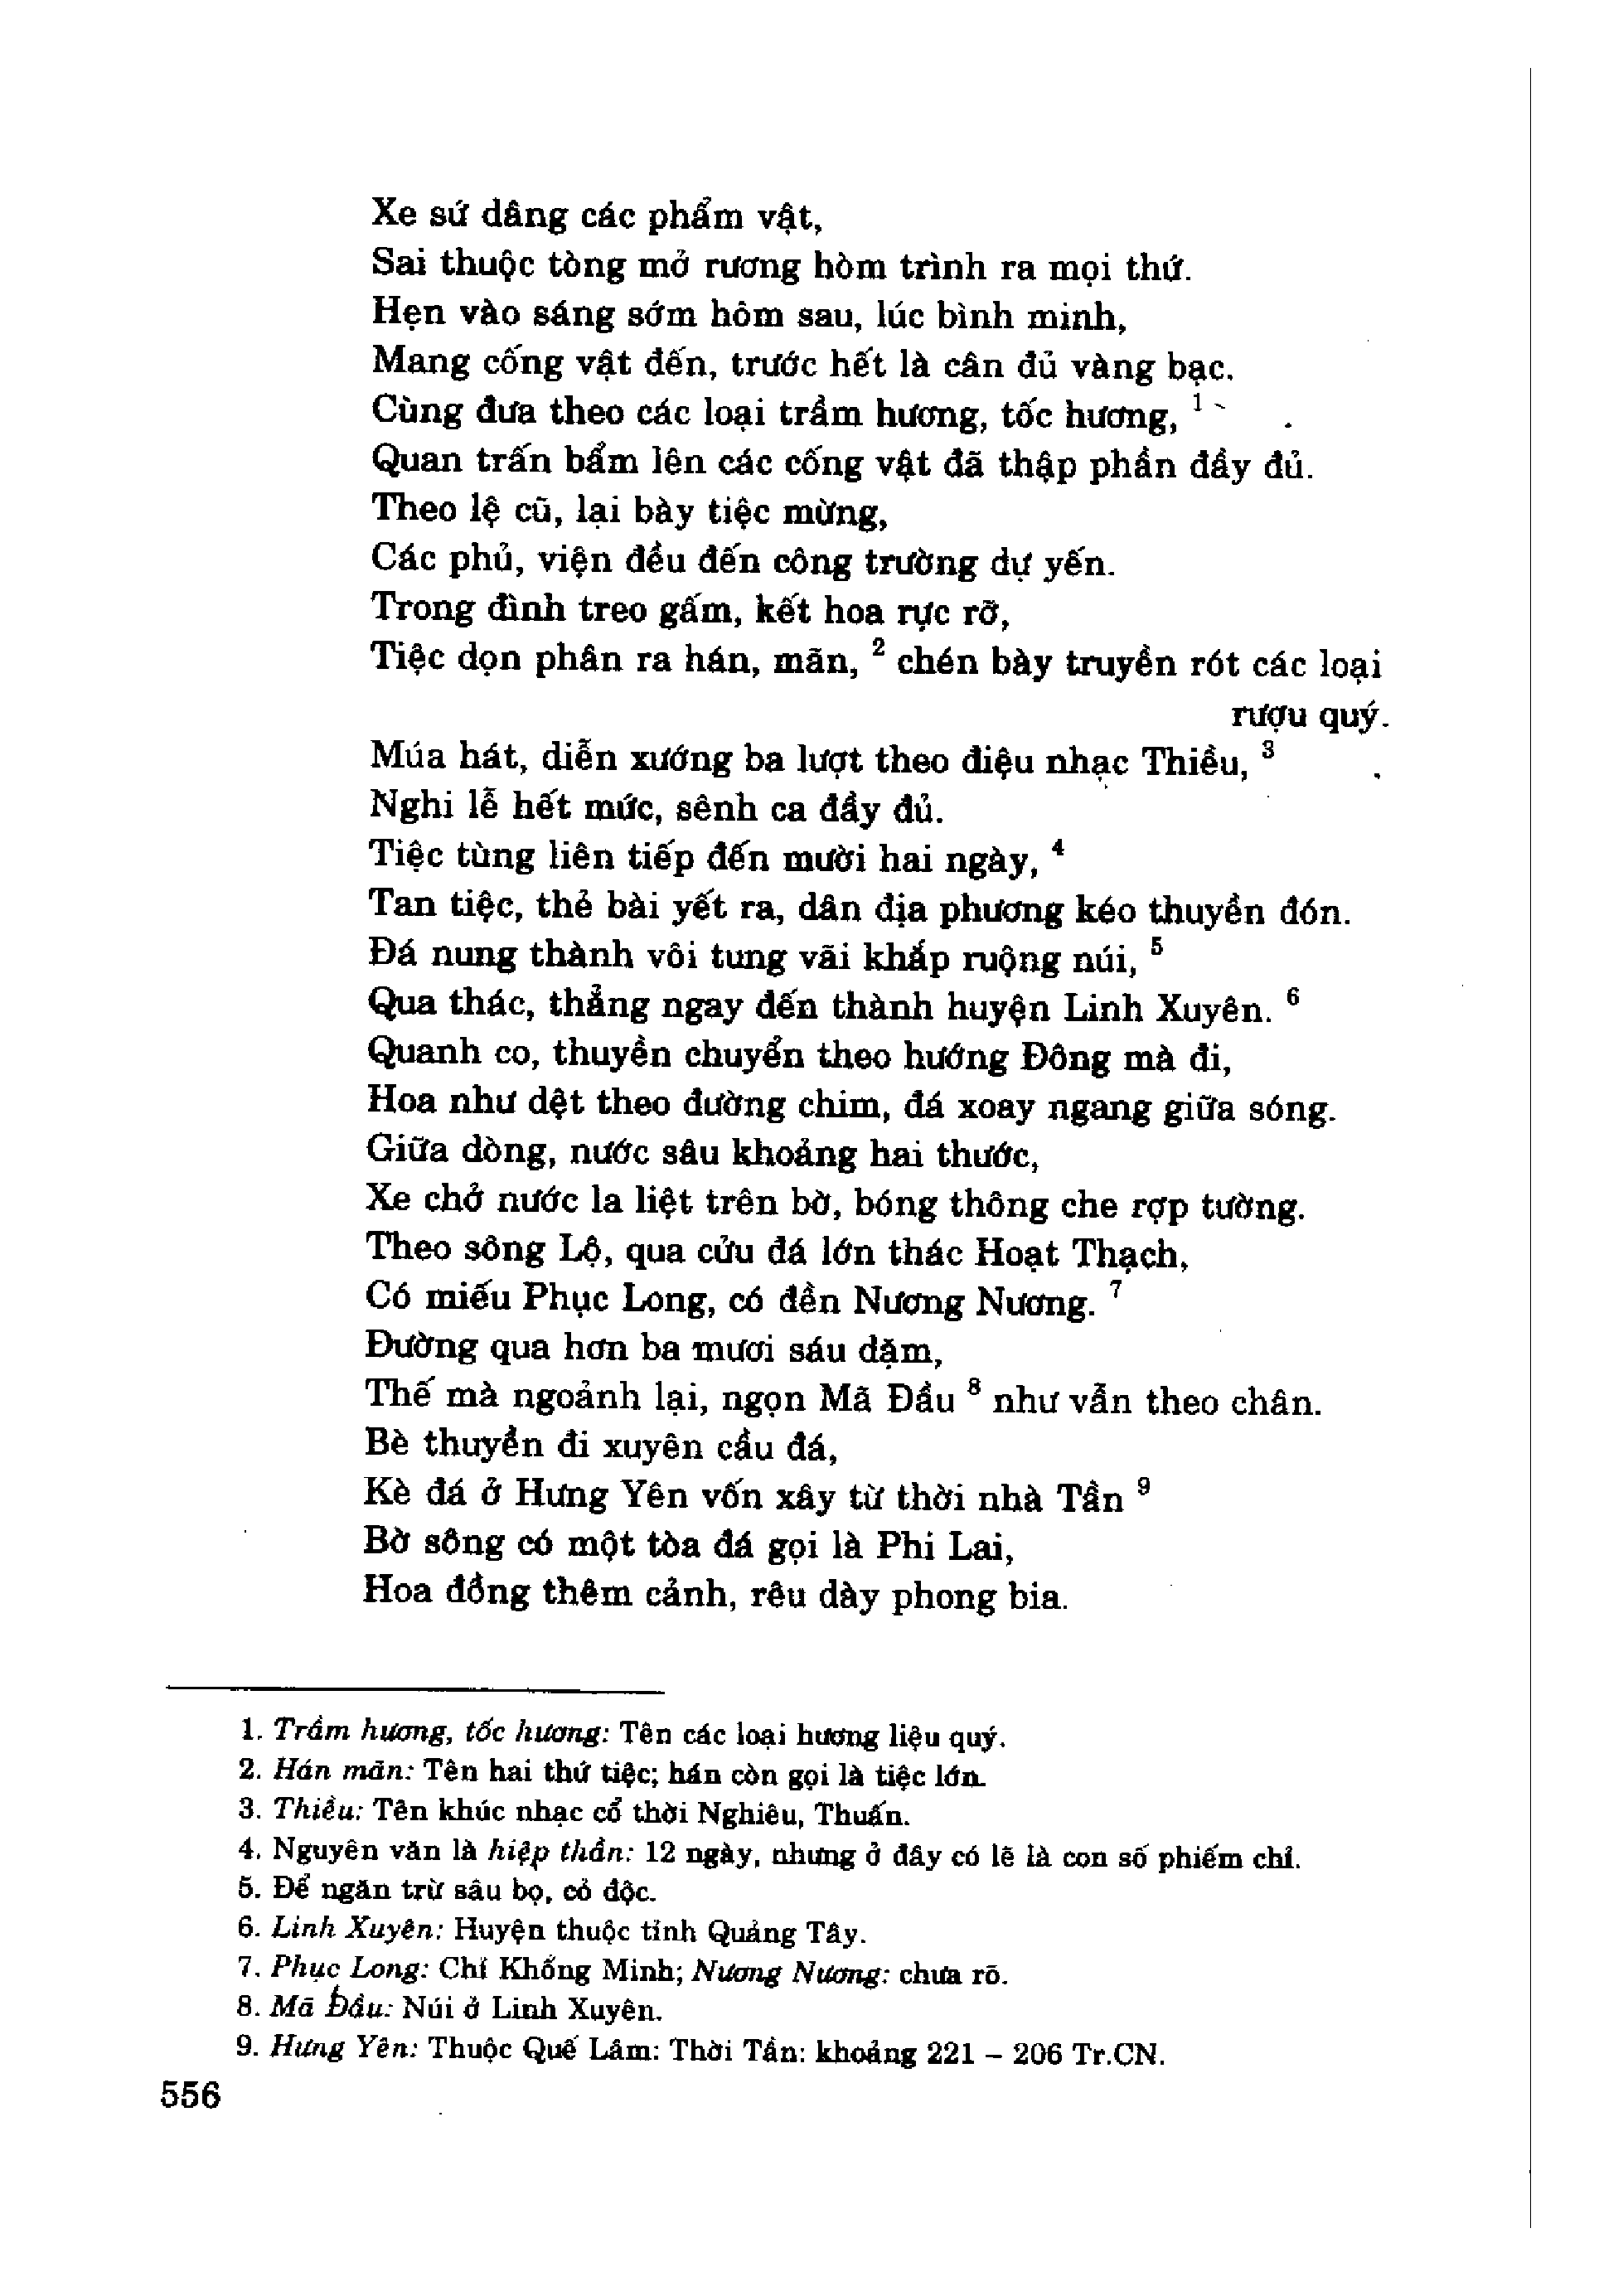 Xe sứ dâng các phẩm vật,
Sai thuộc tòng mở rương hòm trình ra mọi thứ.
Hẹn vào sáng sớm hôm sau, lúc bình minh,
Mang cống vật đến, trước hết là cân đủ vàng bạc.
Cùng đưa theo các loại trầm hương, tốc hương, 1
Quan trấn bẩm lên các cống vật đã thập phần đầy đủ.
Theo lệ cũ, lại bày tiệc mừng,
Các phủ, viện đều đến công trường dự yến.
Trong đình treo gấm, kết hoa rực rỡ,
Tiệc dọn phân ra hán, mãn, 2 chén bày truyền rót các loại
rượu quý.
Múa hát, diễn xướng ba lượt theo điệu nhạc Thiều, 3
Nghi lễ hết mức, sênh ca đầy đủ.
Tiệc tùng liên tiếp đến mười hai ngày, 4
Tan tiệc, thẻ bài yết ra, dân địa phương kéo thuyền đón.
Đá nung thành vôi tung vãi khắp ruộng núi, 5
Qua thác, thẳng ngay đến thành huyện Linh Xuyên. 6
Quanh co, thuyền chuyển theo hướng Đông mà đi,
Hoa như dệt theo đường chim, đá xoay ngang giữa sóng.
Giữa dòng, nước sâu khoảng hai thước,
Xe chở nước la liệt trên bờ, bóng thông che rợp tường.
Theo sông Lộ, qua cửu đá lớn thác Hoạt Thạch,
Có miếu Phục Long, có đền Nương Nương. 7
Đường qua hơn ba mươi sáu dặm,
Thế mà ngoảnh lại, ngọn Mã Đầu 8 như vẫn theo chân.
Bè thuyền đi xuyên cầu đá,
Kè đá ở Hưng Yên vốn xây từ thời nhà Tần 9
Bờ sông có một tòa đá gọi là Phi Lai,
Hoa đồng thêm cảnh, rêu dày phong bia.
1. Trầm hương, tốc hương: Tên các loại hương liệu quý.
2. Hán mãn: Tên hai thứ tiệc; hán còn gọi là tiệc lớn.
3. Thiều: Tên khúc nhạc cổ thời Nghiêu, Thuấn.
4. Nguyên văn là hiệp thần: 12 ngày, nhưng ở đây có lẽ là con số phiếm chỉ.
5. Để ngăn trừ sâu bọ, cỏ độc.
6. Linh Xuyên: Huyện thuộc tỉnh Quảng Tây.
7. Phục Long: Chỉ Khổng Minh; Nương Nương: chưa rõ.
8. Mã Đầu: Núi ở Linh Xuyên.
9. Hưng Yên: Thuộc Quế Lâm: Thời Tần: khoảng 221 – 206 Tr.CN.
556